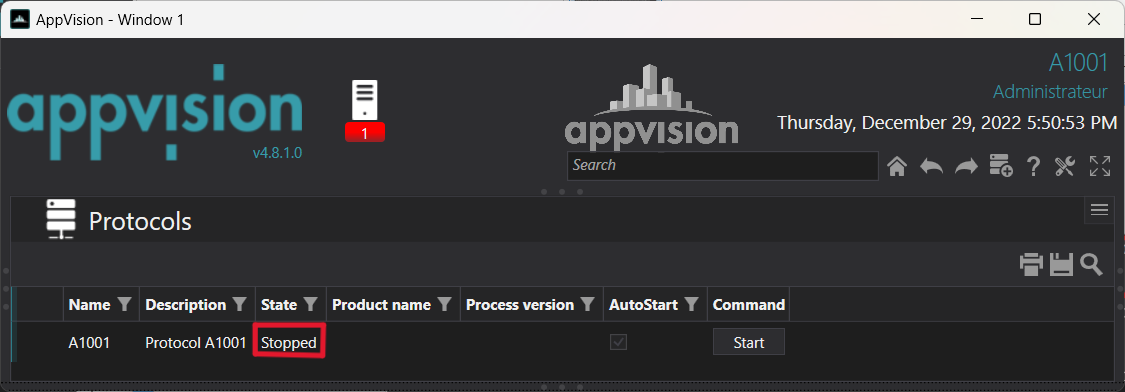 AppVision - Window 1
appvision
v4.8.1.0
1
appvision
A1001
Administrateur
Thursday, December 29, 2022 5:50:53 PM
Search
?
Protocols
Name Description State Product name Process version AutoStart Command
A1001 Protocol A1001 Stopped Start